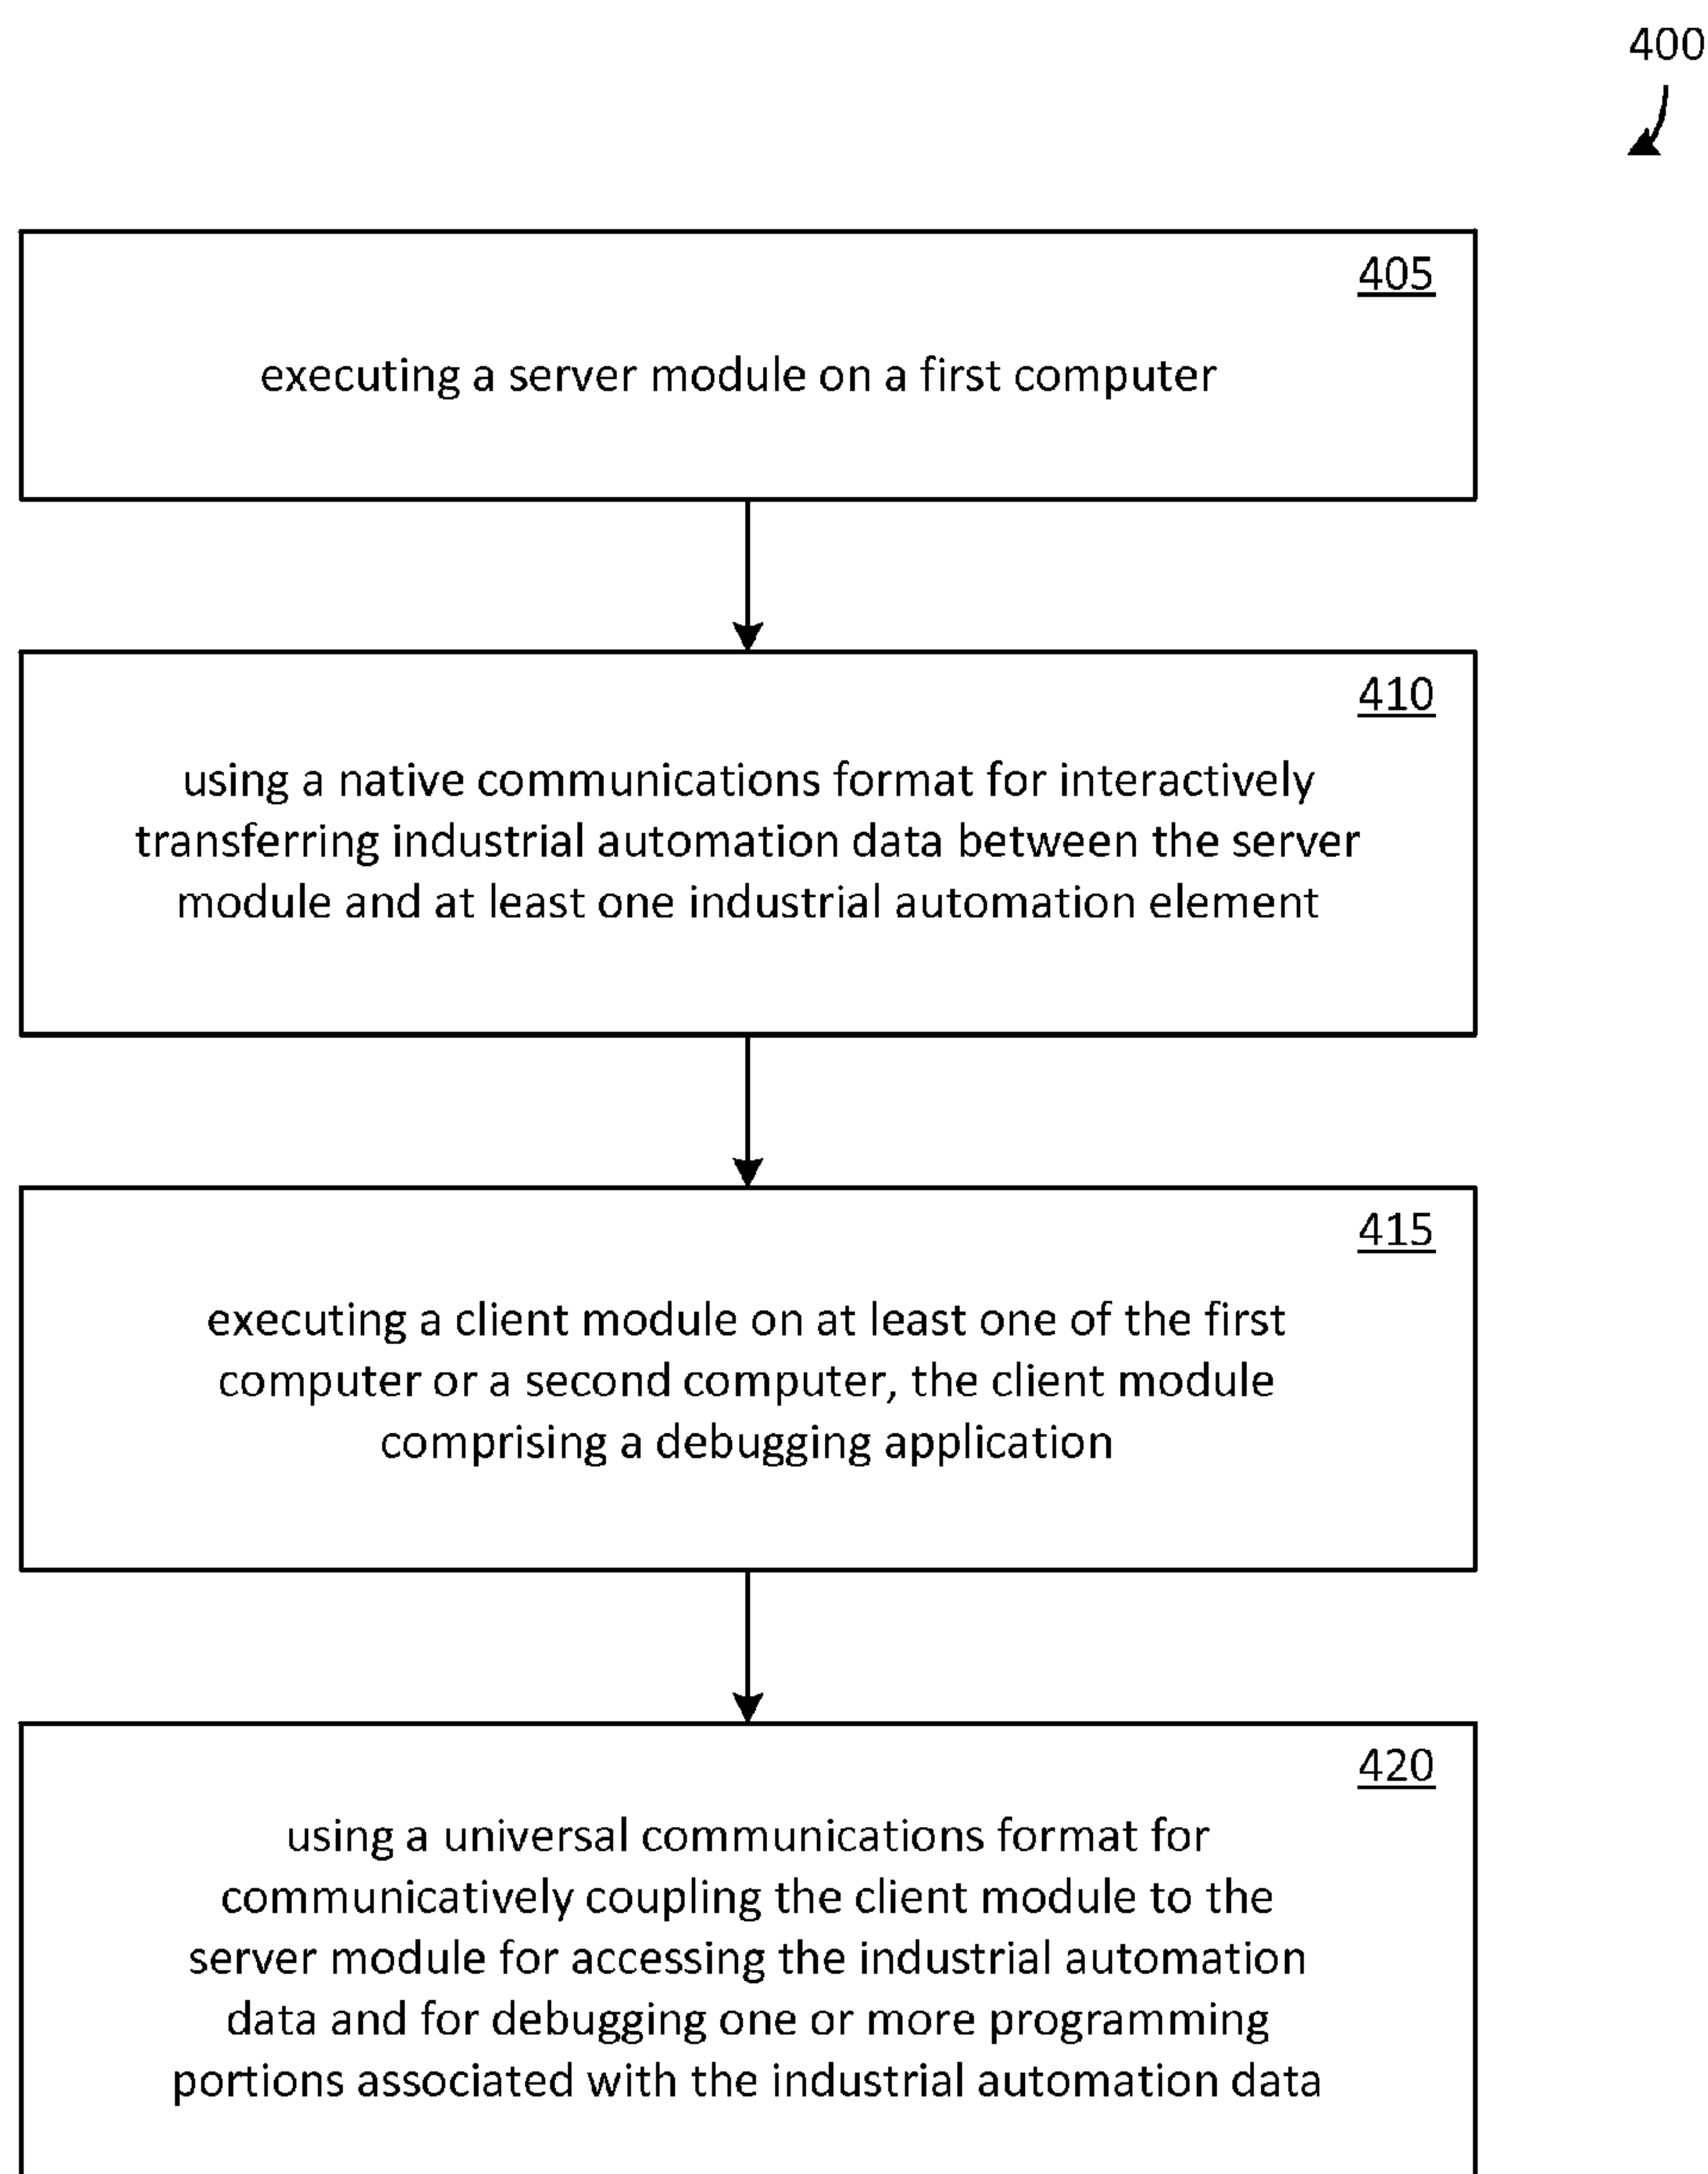 400
405
executing a server module on a first computer
410
using a native communications format for interactively
transferring industrial automation data between the server
module and at least one industrial automation element
415
executing a client module on at least one of the first
computer or a second computer, the client module
comprising a debugging application
420
using a universal communications format for
communicatively coupling the client module to the
server module for accessing the industrial automation
data and for debugging one or more programming
portions associated with the industrial automation data